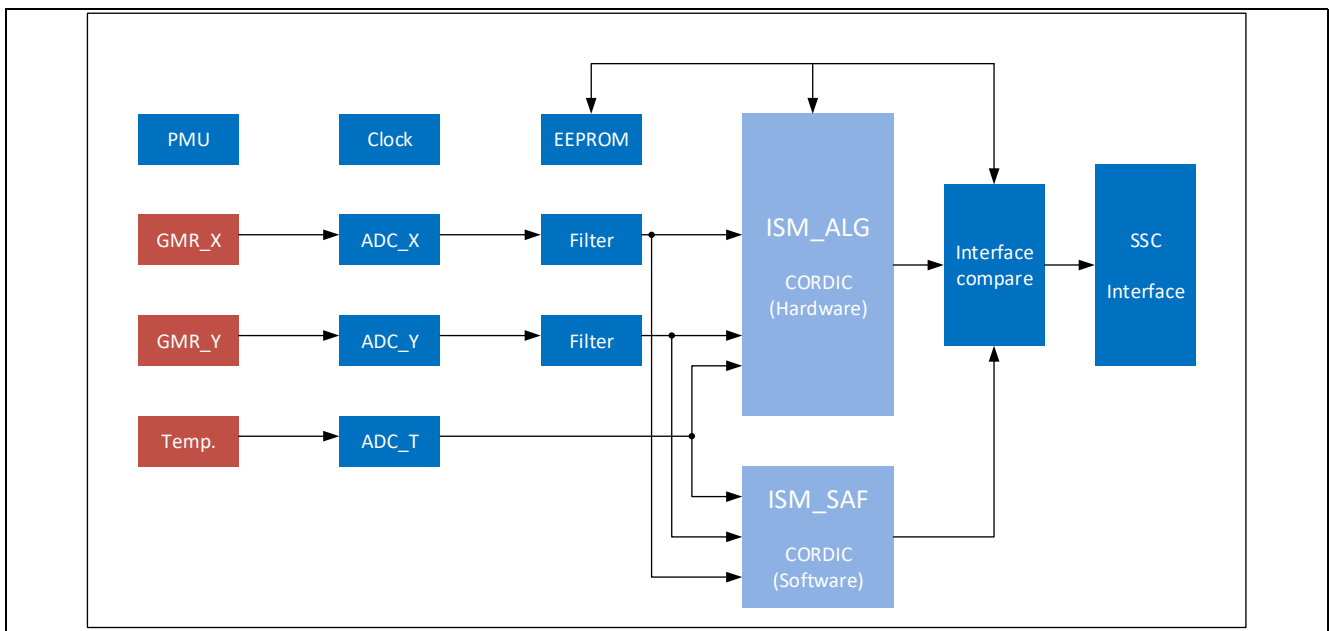 PMU
Clock
EEPROM
GMR_X
ADC_X
Filter
ISM_ALG
CORDIC
(Hardware)
Interface
compare
SSC
Interface
GMR_Y
ADC_Y
Filter
Temp.
ADC_T
ISM_SAF
CORDIC
(Software)